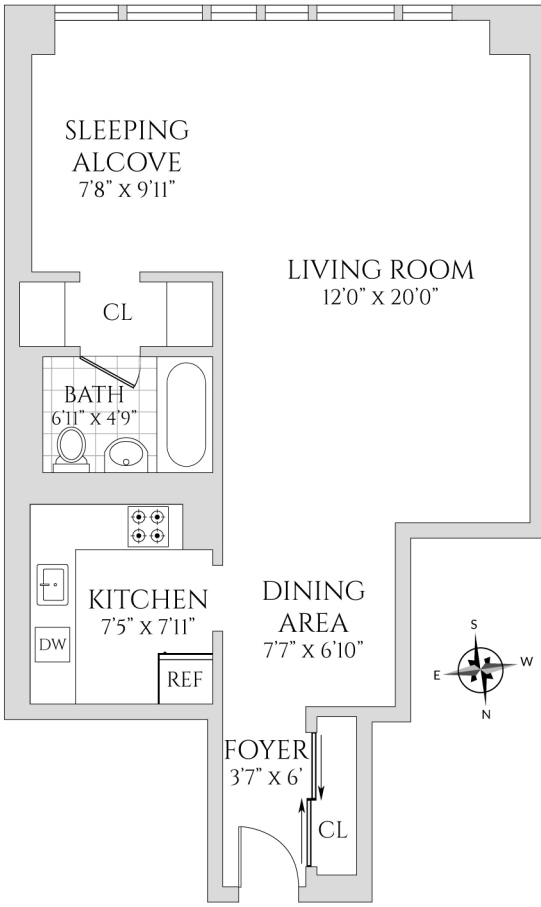 SLEEPING
ALCOVE
7'8" X 9'11"
LIVING ROOM
12'0" X 20'0"
CL
BATH
6'11" X 4'9"
KITCHEN
7'5" X 7'11"
DW
REF
DINING
AREA
7'7" X 6'10"
S
E
W
N
FOYER
3'7" X 6'
CL